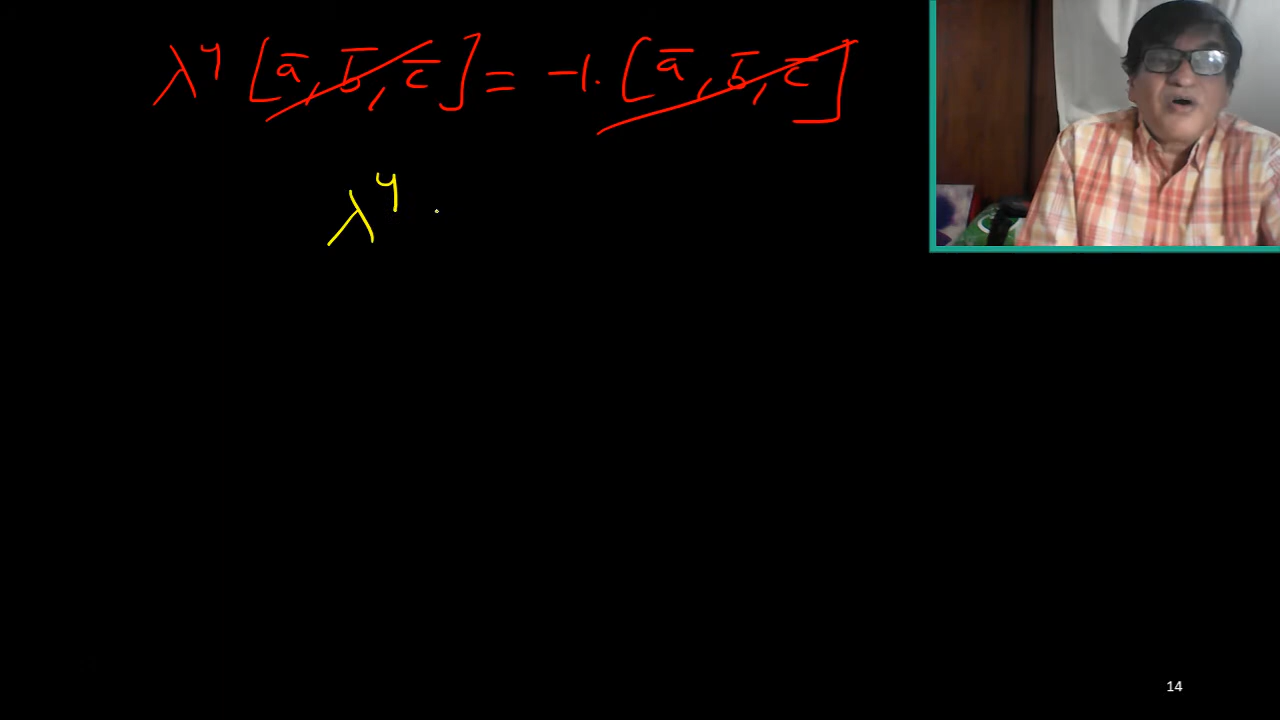 λ⁴ [a̅, b̅, c̅] = -1. [a̅, b̅, c̅]
λ⁴
14